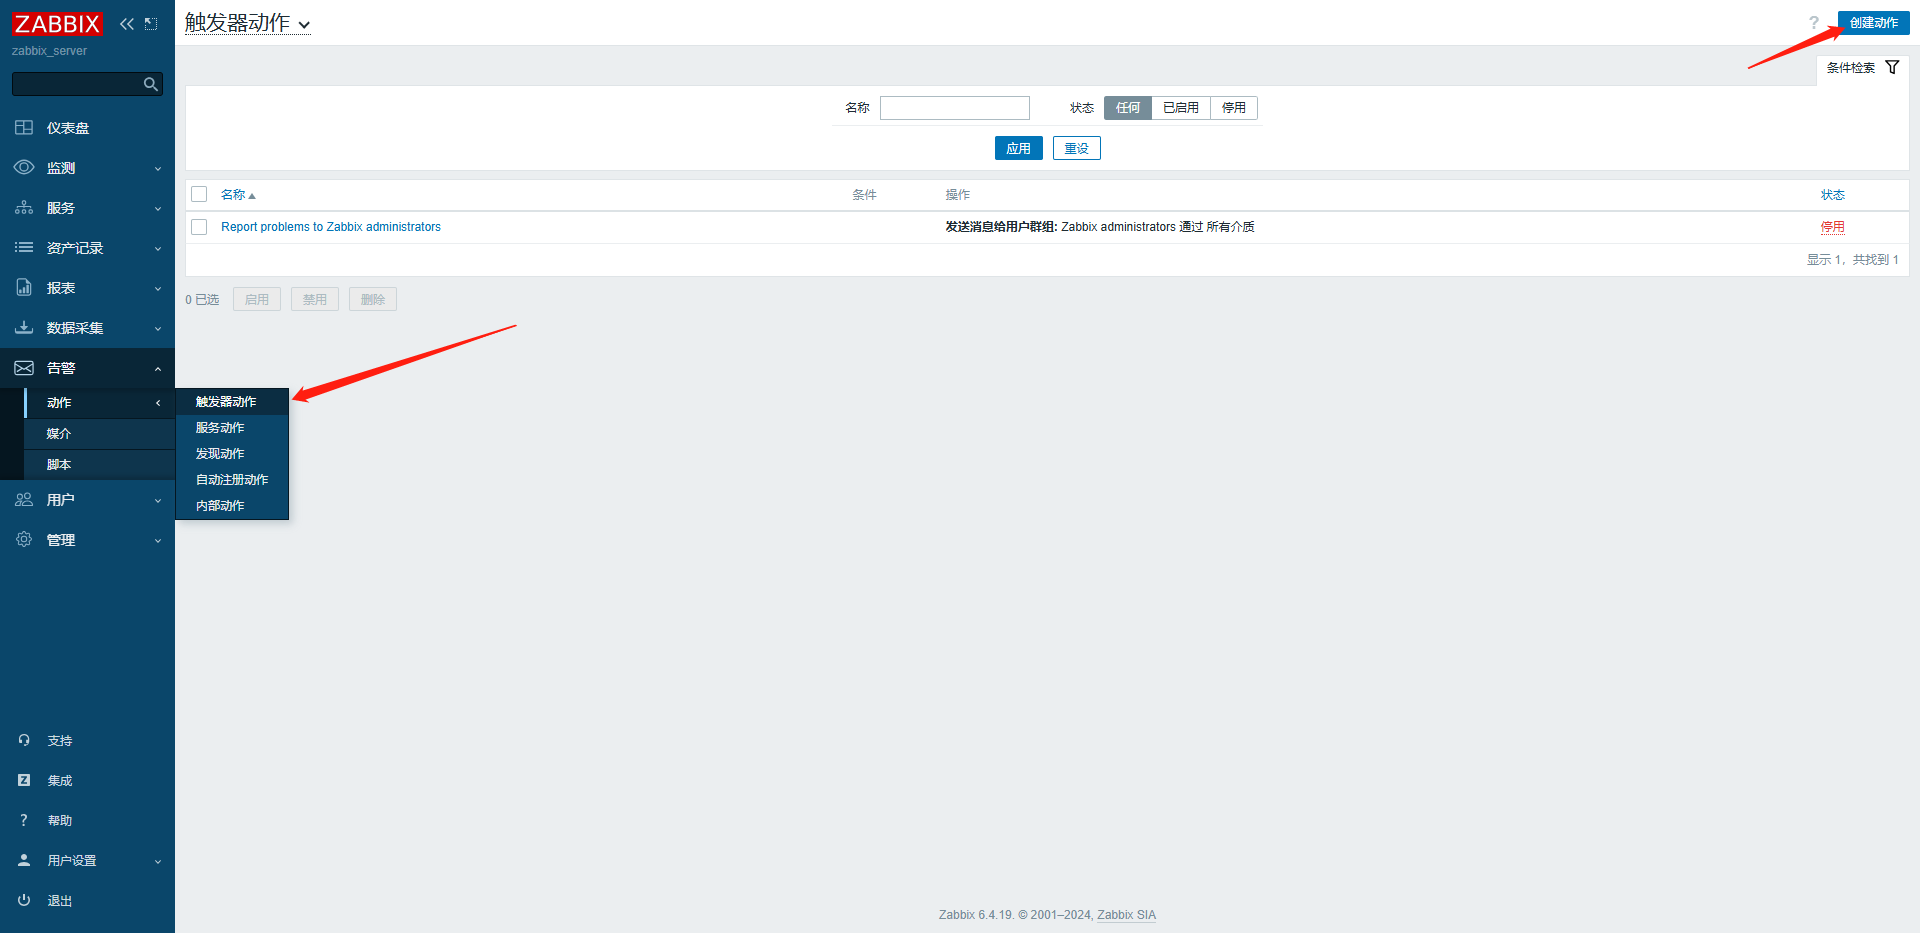 ZABBIX
zabbix_server
仪表盘
监测
服务
资产记录
报表
数据采集
告警
动作
媒介
脚本
用户
管理
支持
集成
帮助
用户设置
退出
触发器动作
服务动作
发现动作
自动注册动作
内部动作
触发器动作
? 创建动作
条件检索
名称 状态 任何 已启用 停用
应用 重设
名称 条件 操作 状态
Report problems to Zabbix administrators 发送消息给用户群组: Zabbix administrators 通过 所有介质 停用
显示 1，共找到 1
0 已选 启用 禁用 删除
Zabbix 6.4.19. © 2001–2024, Zabbix SIA